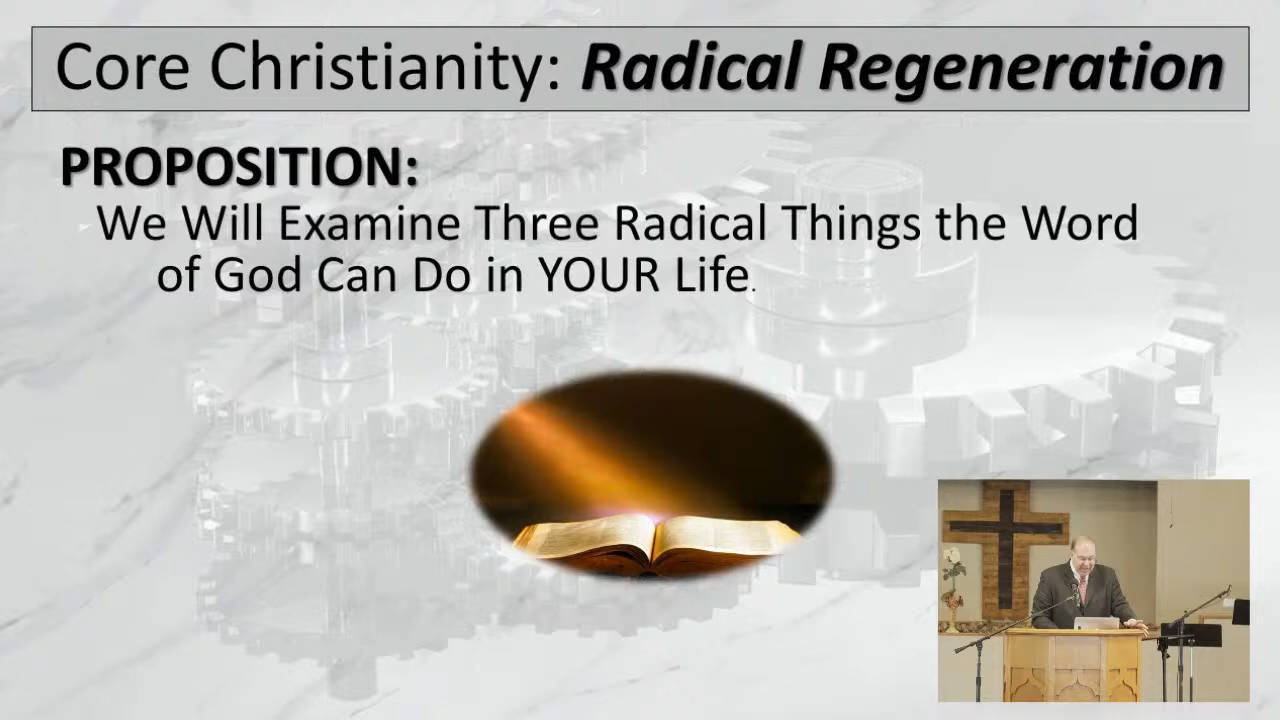 Core Christianity: Radical Regeneration
PROPOSITION:
We Will Examine Three Radical Things the Word
of God Can Do in YOUR Life.